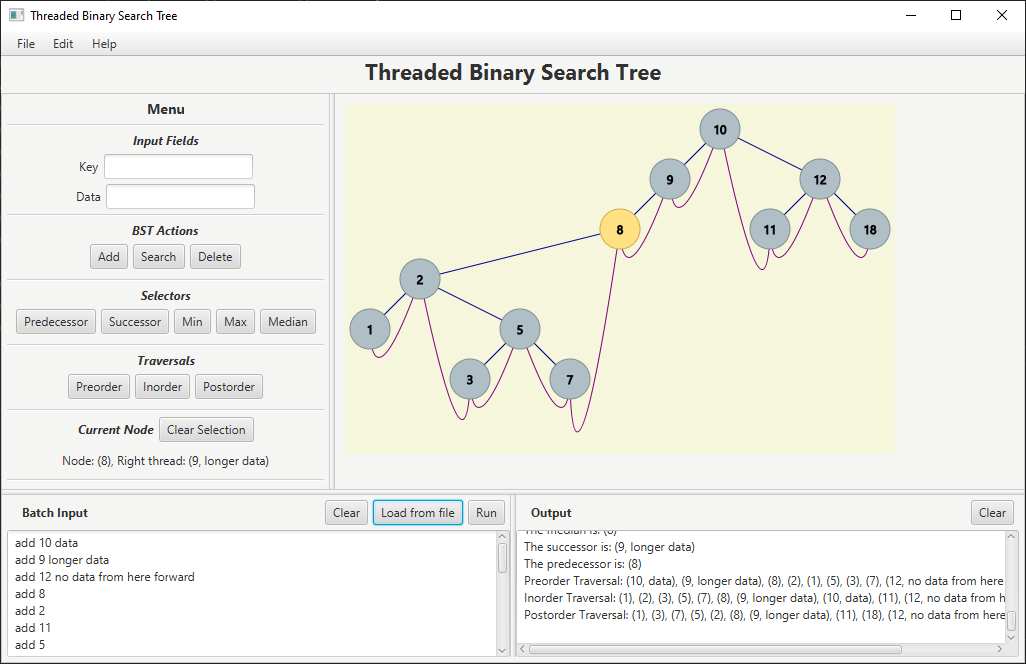 Threaded Binary Search Tree
File Edit Help
Threaded Binary Search Tree
Menu
Input Fields
Key
Data
BST Actions
Add Search Delete
Selectors
Predecessor Successor Min Max Median
Traversals
Preorder Inorder Postorder
Current Node Clear Selection
Node: (8), Right thread: (9, longer data)
10
9
12
8
11
18
2
1
5
3
7
Batch Input Clear Load from file Run
add 10 data
add 9 longer data
add 12 no data from here forward
add 8
add 2
add 11
add 5
Output Clear
The median is: (8)
The successor is: (9, longer data)
The predecessor is: (8)
Preorder Traversal: (10, data), (9, longer data), (8), (2), (1), (5), (3), (7), (12, no data from here
Inorder Traversal: (1), (2), (3), (5), (7), (8), (9, longer data), (10, data), (11), (12, no data from h
Postorder Traversal: (1), (3), (7), (5), (2), (8), (9, longer data), (11), (18), (12, no data from here